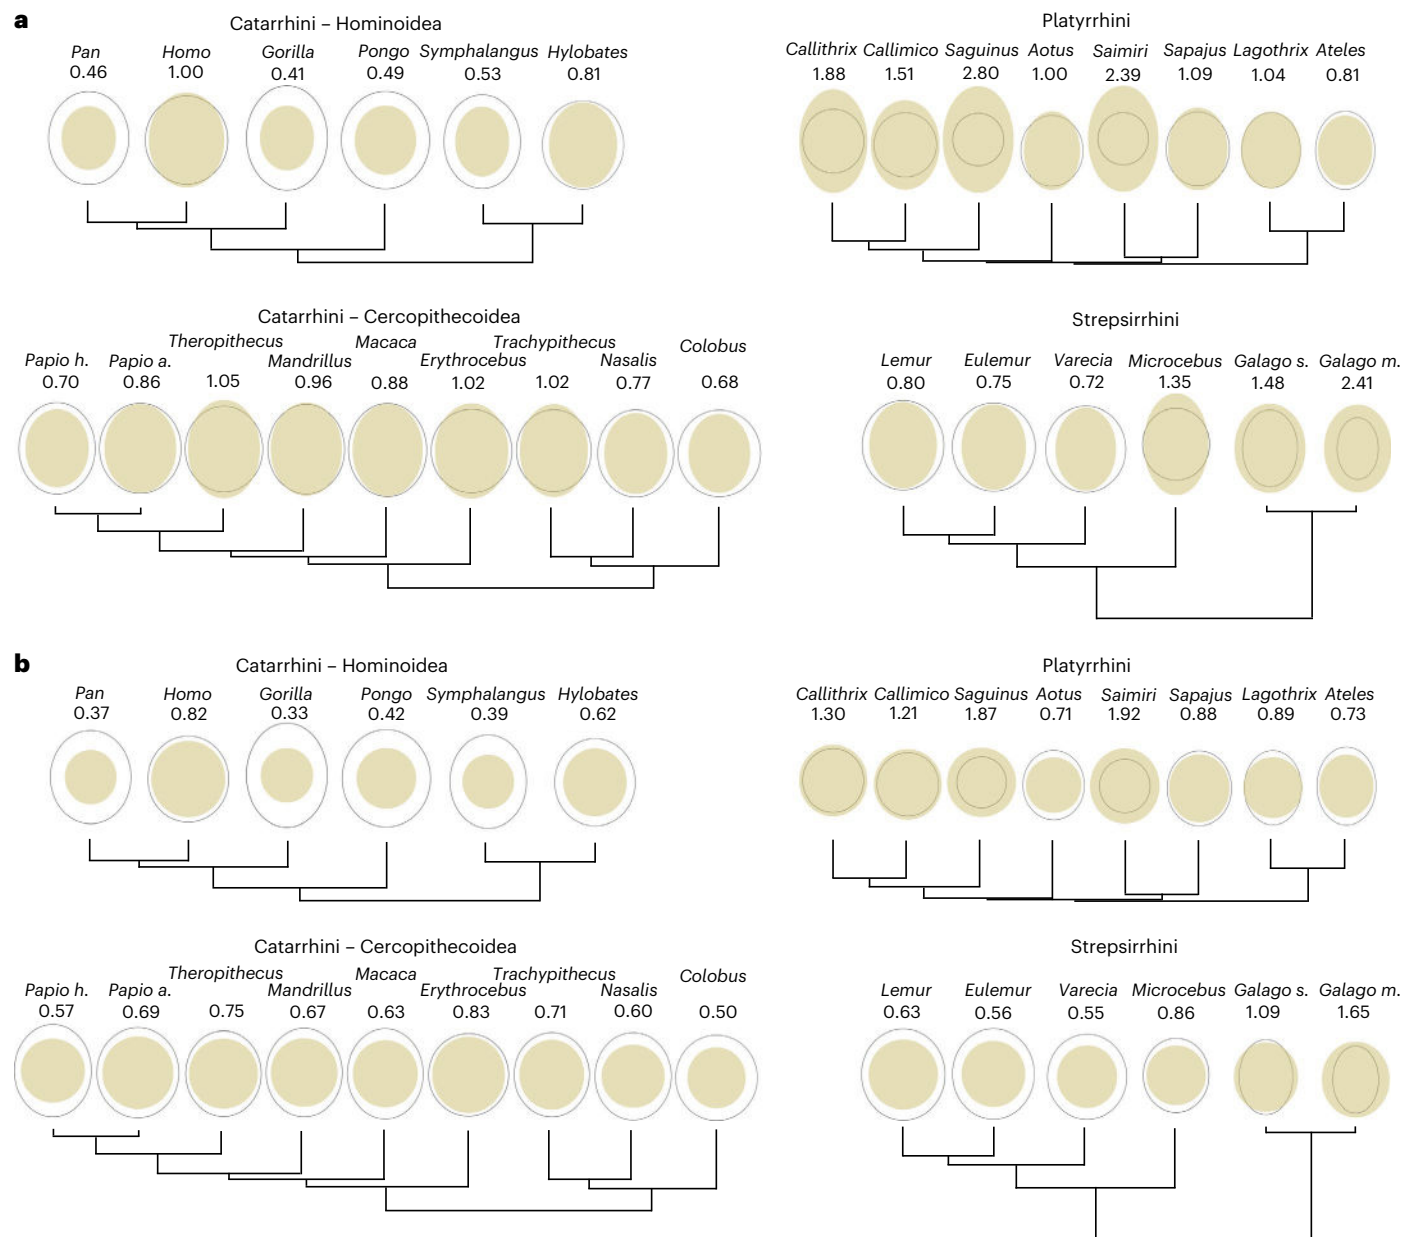 a
Catarrhini – Hominoidea
Pan Homo Gorilla Pongo Symphalangus Hylobates
0.46 1.00 0.41 0.49 0.53 0.81
Platyrrhini
Callithrix Callimico Saguinus Aotus Saimiri Sapajus Lagothrix Ateles
1.88 1.51 2.80 1.00 2.39 1.09 1.04 0.81
Catarrhini – Cercopithecoidea
Theropithecus Macaca Trachypithecus Colobus
Papio h. Papio a. Mandrillus Erythrocebus Nasalis
0.70 0.86 1.05 0.96 0.88 1.02 1.02 0.77 0.68
Strepsirrhini
Lemur Eulemur Varecia Microcebus Galago s. Galago m.
0.80 0.75 0.72 1.35 1.48 2.41
b
Catarrhini – Hominoidea
Pan Homo Gorilla Pongo Symphalangus Hylobates
0.37 0.82 0.33 0.42 0.39 0.62
Platyrrhini
Callithrix Callimico Saguinus Aotus Saimiri Sapajus Lagothrix Ateles
1.30 1.21 1.87 0.71 1.92 0.88 0.89 0.73
Catarrhini – Cercopithecoidea
Theropithecus Macaca Trachypithecus Colobus
Papio h. Papio a. Mandrillus Erythrocebus Nasalis
0.57 0.69 0.75 0.67 0.63 0.83 0.71 0.60 0.50
Strepsirrhini
Lemur Eulemur Varecia Microcebus Galago s. Galago m.
0.63 0.56 0.55 0.86 1.09 1.65